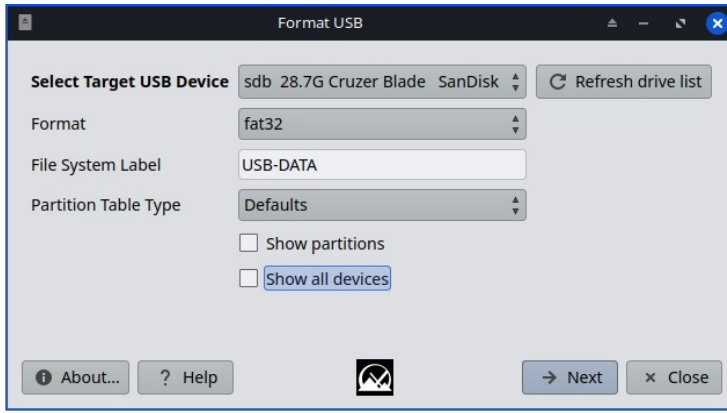 Format USB
Select Target USB Device sdb 28.7G Cruzer Blade SanDisk Refresh drive list
Format fat32
File System Label USB-DATA
Partition Table Type Defaults
Show partitions
Show all devices
About... ? Help Next Close